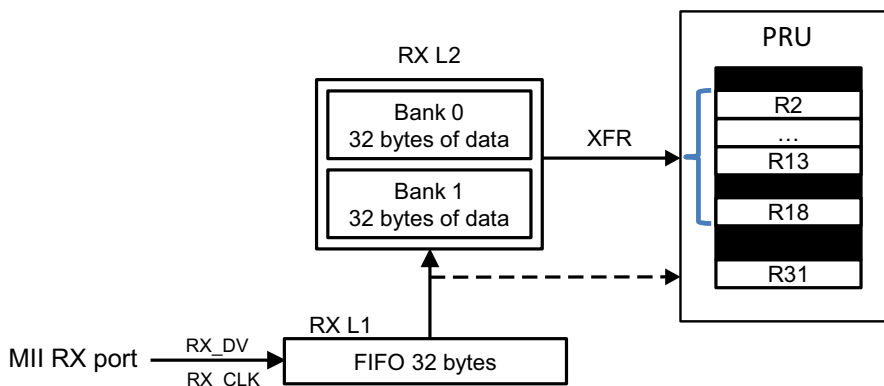 PRU
RX L2
R2
Bank 0
32 bytes of data
...
XFR
R13
Bank 1
32 bytes of data
R18
R31
RX L1
MII RX port
RX_DV
FIFO 32 bytes
RX_CLK